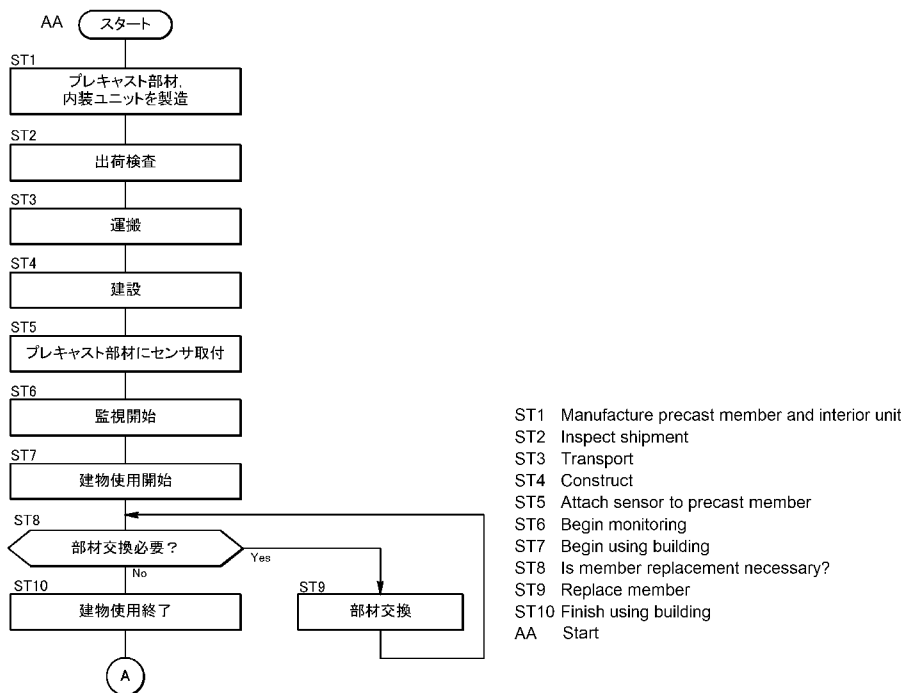 AA スタート
ST1
プレキャスト部材,
内装ユニットを製造
ST2
出荷検査
ST3
運搬
ST4
建設
ST5
プレキャスト部材にセンサ取付
ST6
監視開始
ST7
建物使用開始
ST8
部材交換必要？
Yes
No
ST10
建物使用終了
ST9
部材交換
A
ST1 Manufacture precast member and interior unit
ST2 Inspect shipment
ST3 Transport
ST4 Construct
ST5 Attach sensor to precast member
ST6 Begin monitoring
ST7 Begin using building
ST8 Is member replacement necessary?
ST9 Replace member
ST10 Finish using building
AA Start